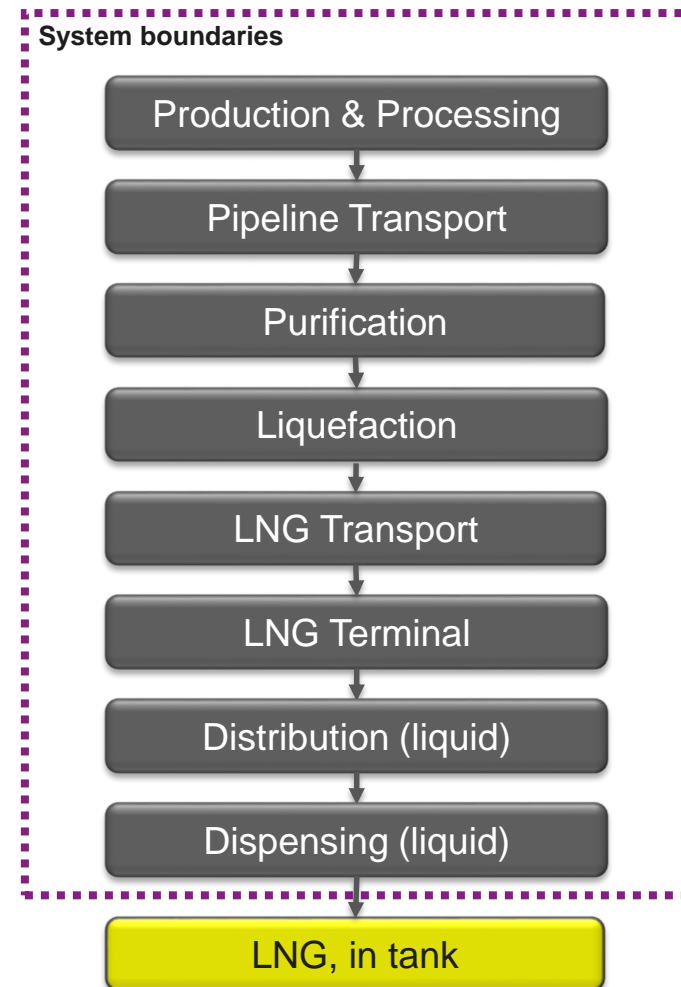 System boundaries
Production & Processing
Pipeline Transport
Purification
Liquefaction
LNG Transport
LNG Terminal
Distribution (liquid)
Dispensing (liquid)
LNG, in tank